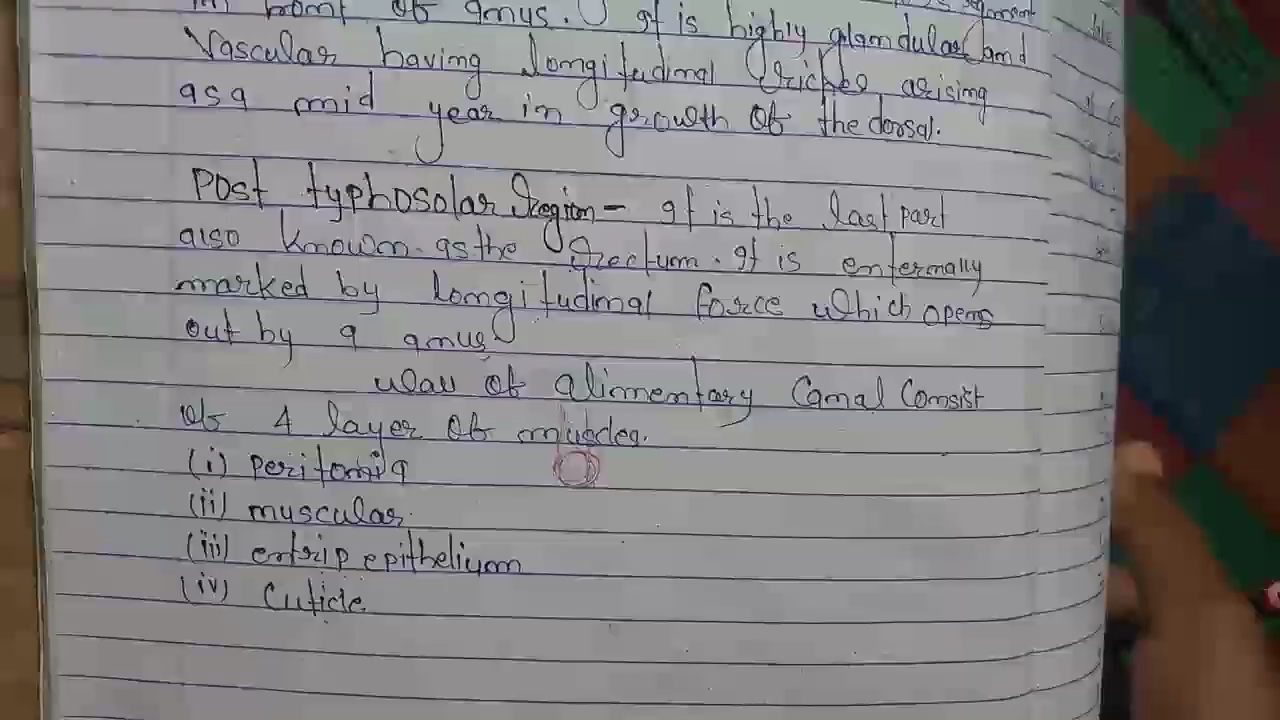 front of anus. It is highly glandular and
Vascular having longitudinal ridges arising
as a mid year in growth of the dorsal.
Post typhosolar Region - It is the last part
also known as the rectum. It is enternally
marked by longitudinal force which opens
out by a anus
wall of alimentary Canal Consist
of 4 layer of muscles.
(i) peritonia
(ii) muscular
(iii) entrip epithelium
(iv) Cuticle